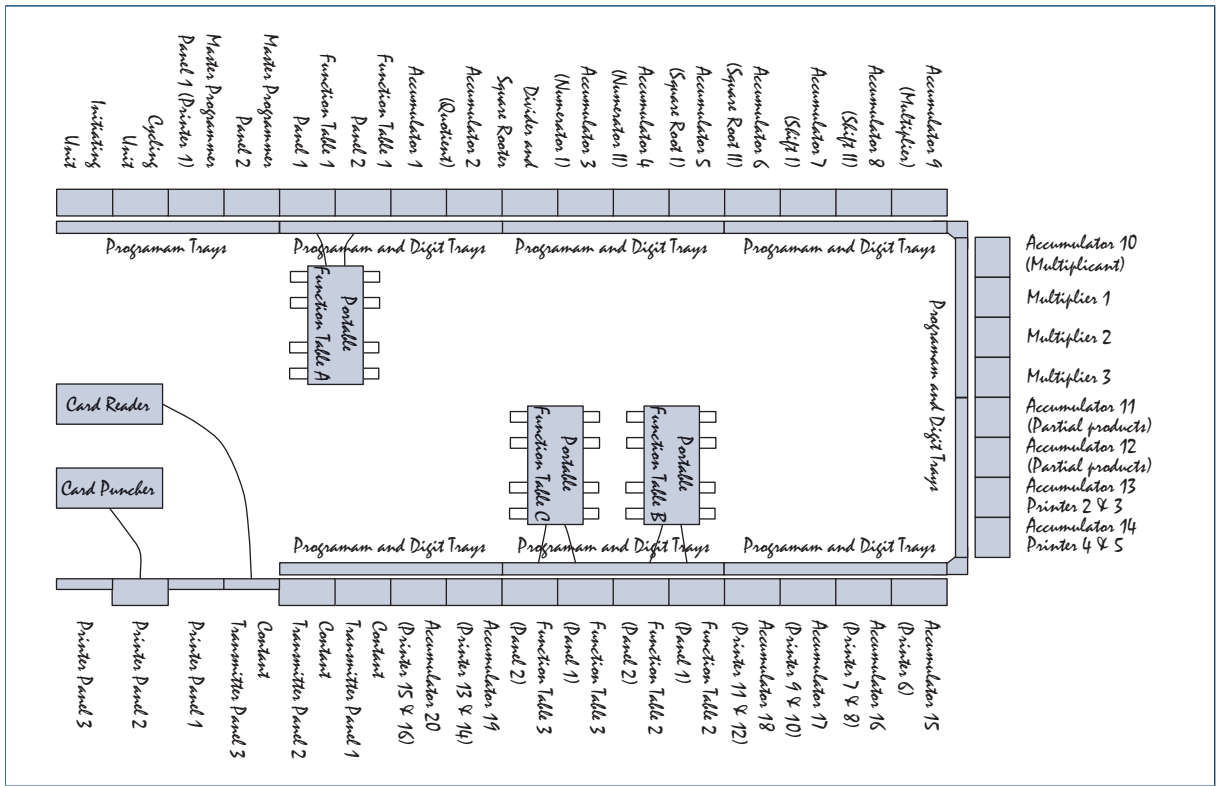 Initiating
Unit
Cycling
Unit
Master Programmer
Panel 1 (Printer 1)
Master Programmer
Panel 2
Function Table 1
Panel 1
Function Table 1
Panel 2
Accumulator 1
Accumulator 2
(Quotient)
Divider and
Square Rooter
Accumulator 3
(Numerator I)
Accumulator 4
(Numerator II)
Accumulator 5
(Square Root I)
Accumulator 6
(Square Root II)
Accumulator 7
(Shift I)
Accumulator 8
(Shift II)
Accumulator 9
(Multiplier)
Programam Trays
Programam and Digit Trays
Programam and Digit Trays
Programam and Digit Trays
Accumulator 10
(Multiplicant)
Multiplier 1
Multiplier 2
Multiplier 3
Accumulator 11
(Partial products)
Accumulator 12
(Partial products)
Accumulator 13
Printer 2 & 3
Accumulator 14
Printer 4 & 5
Programam and Digit Trays
Portable
Function Table A
Card Reader
Card Puncher
Portable
Function Table C
Portable
Function Table B
Programam and Digit Trays
Programam and Digit Trays
Programam and Digit Trays
Printer Panel 3
Printer Panel 2
Printer Panel 1
Contant
Transmitter Panel 3
Contant
Transmitter Panel 2
Contant
Transmitter Panel 1
Accumulator 20
(Printer 15 & 16)
Accumulator 19
(Printer 13 & 14)
Function Table 3
(Panel 2)
Function Table 3
(Panel 1)
Function Table 2
(Panel 2)
Function Table 2
(Panel 1)
Accumulator 18
(Printer 11 & 12)
Accumulator 17
(Printer 9 & 10)
Accumulator 16
(Printer 7 & 8)
Accumulator 15
(Printer 6)